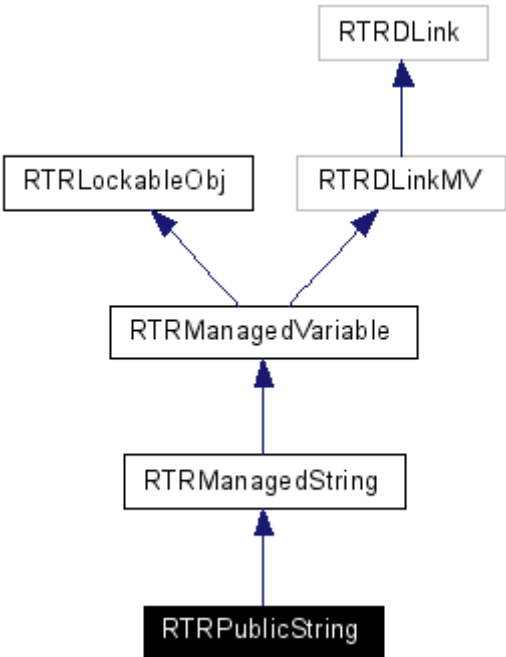 RTRDLink
RTRLockableObj
RTRDLinkMV
RTRManagedVariable
RTRManagedString
RTRPublicString